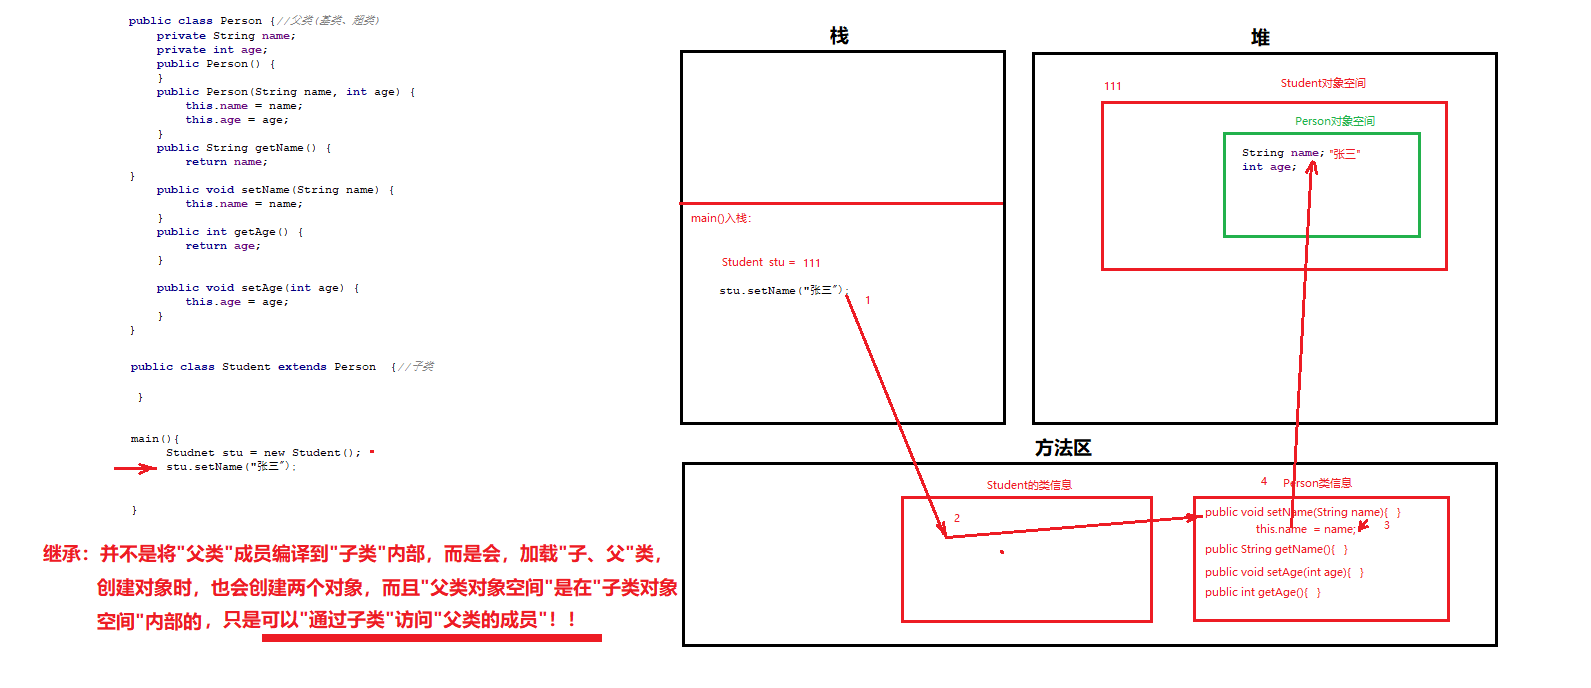 public class Person {//父类(基类、超类)
private String name;
private int age;
public Person() {
}
public Person(String name, int age) {
this.name = name;
this.age = age;
}
public String getName() {
return name;
}
public void setName(String name) {
this.name = name;
}
public int getAge() {
return age;
}
public void setAge(int age) {
this.age = age;
}
}
public class Student extends Person {//子类
}
main(){
Studnet stu = new Student();
stu.setName("张三");
}
继承：并不是将"父类"成员编译到"子类"内部，而是会，加载"子、父"类，
创建对象时，也会创建两个对象，而且"父类对象空间"是在"子类对象
空间"内部的，只是可以"通过子类"访问"父类的成员"！！
栈
main()入栈：
Student stu = 111
stu.setName("张三");
1
堆
111
Student对象空间
Person对象空间
String name; "张三"
int age;
方法区
Student的类信息
2
4
Person类信息
public void setName(String name){ }
this.name = name;
3
public String getName(){ }
public void setAge(int age){ }
public int getAge(){ }